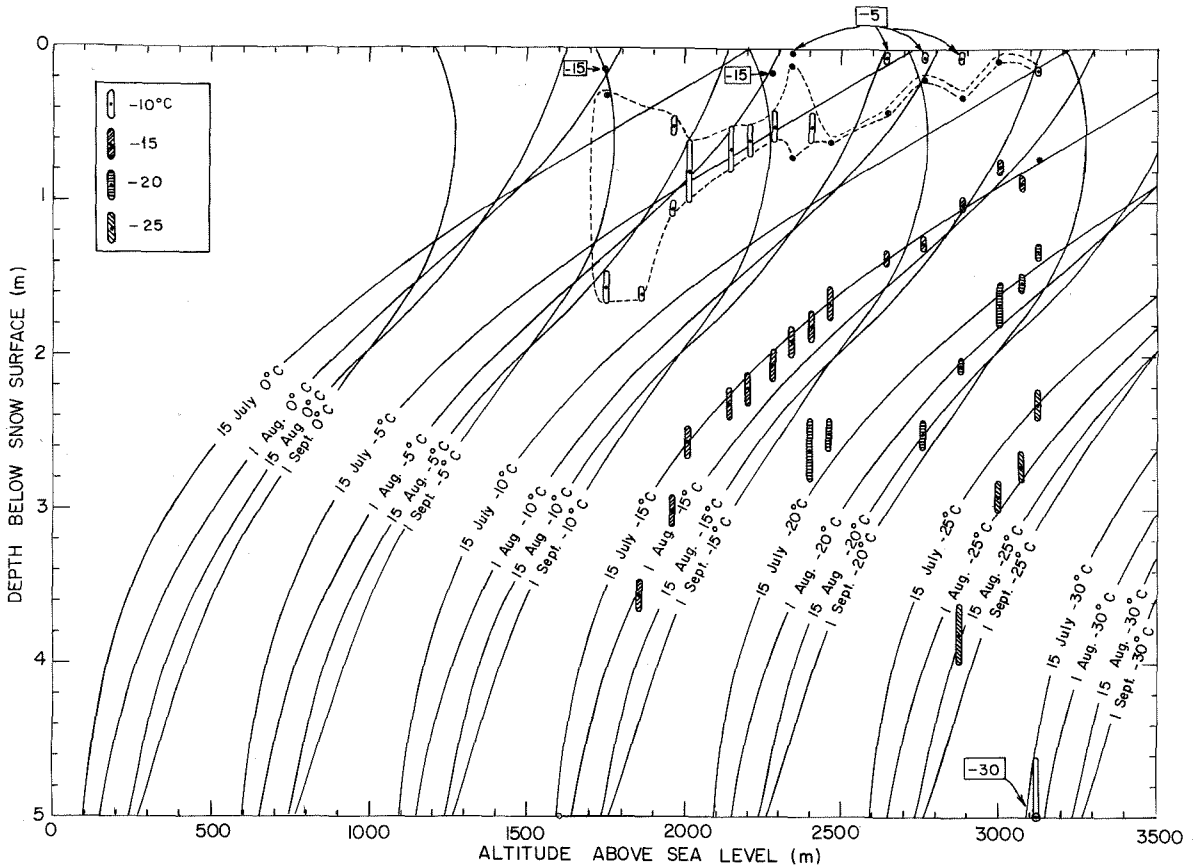 -5
-15
-15
0
1
2
3
4
5
DEPTH BELOW SNOW SURFACE (m)
-10°C
-15
-20
-25
15 July 0°C
1 Aug. 0°C
15 Aug 0°C
1 Sept. 0°C
15 July -5°C
1 Aug. -5°C
15 Aug. -5°C
1 Sept. -5°C
15 July -10°C
1 Aug -10°C
15 Aug. -10°C
1 Sept. -10°C
15 July -15°C
1 Aug -15°C
15 Aug. -15°C
1 Sept. -15°C
15 July -20°C
1 Aug. -20°C
15 Aug -20°C
1 Sept. -20°C
15 July -25°C
1 Aug -25°C
15 Aug. -25°C
1 Sept. -25°C
15 July -30°C
1 Aug. -30°C
15 Aug. -30°C
1 Sept. -30°C
-30
0 500 1000 1500 2000 2500 3000 3500
ALTITUDE ABOVE SEA LEVEL (m)